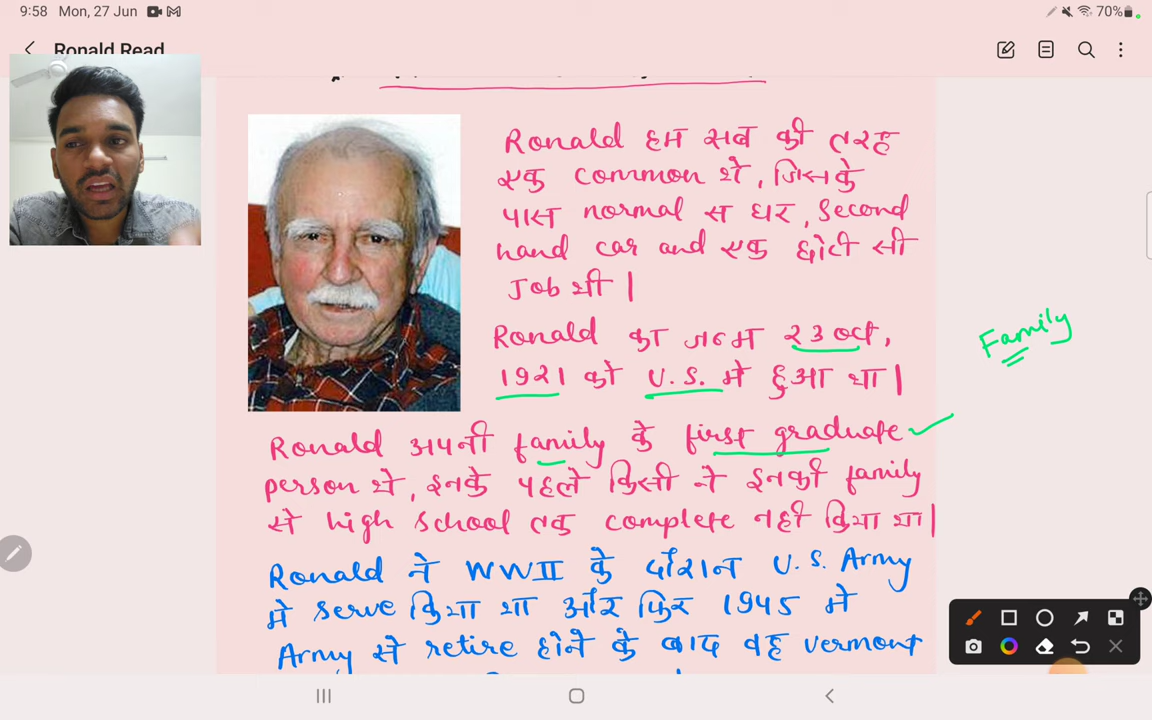 9:58 Mon, 27 Jun
70%
Ronald Read
Ronald हम सब की तरह
एक common थे, जिसके
पास normal स घर, Second
hand car and एक छोटी सी
Job थी |
Ronald का जन्म 23 oct,
1921 को U.S. मे हुआ था |
Family
Ronald अपनी family के first graduate
person थे, इनके पहले किसी ने इनकी family
से high school तक complete नही किया था |
Ronald ने WWII के दौरान U.S. Army
मे serve किया था और फिर 1945 मे
Army से retire होने के बाद वह vermont